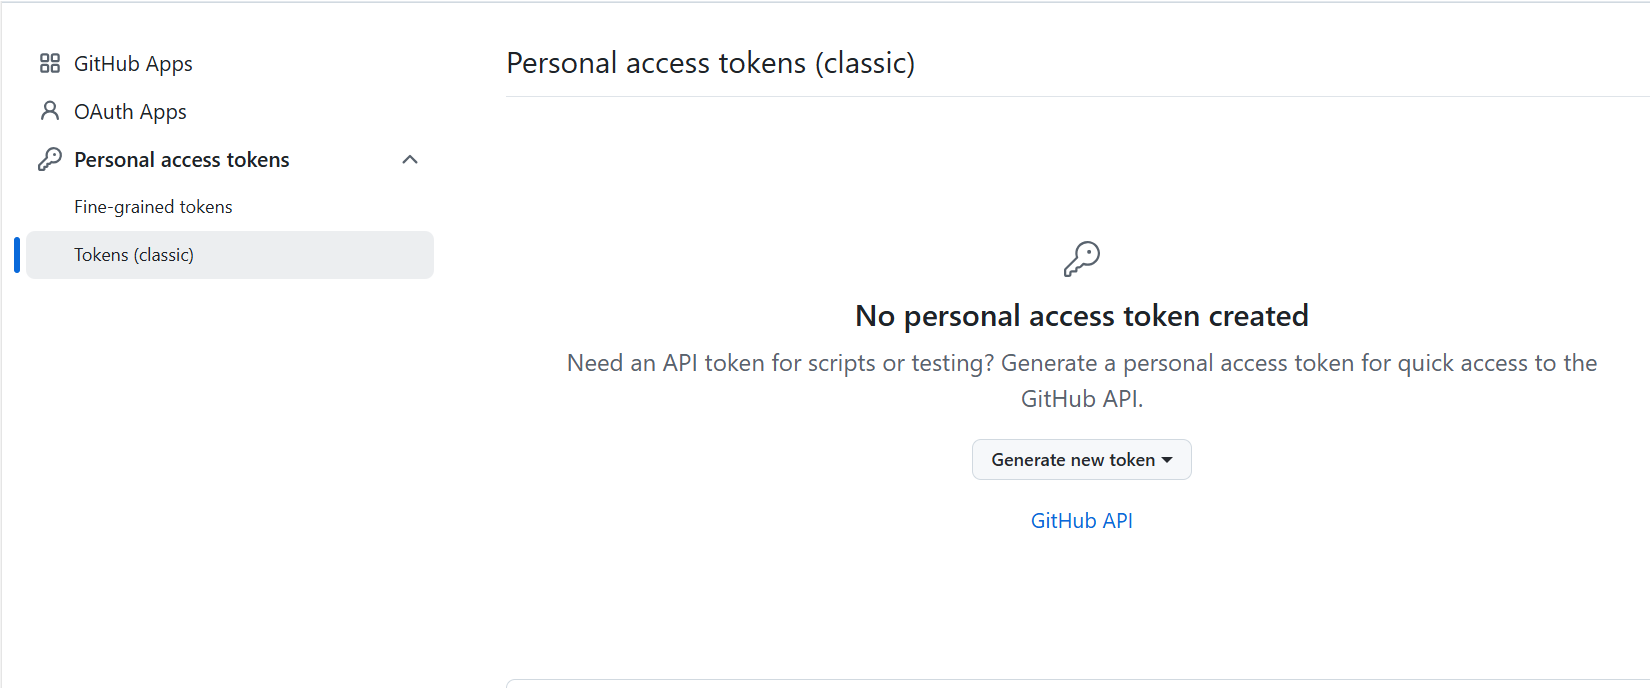 GitHub Apps
OAuth Apps
Personal access tokens
Fine-grained tokens
Tokens (classic)
Personal access tokens (classic)
No personal access token created
Need an API token for scripts or testing? Generate a personal access token for quick access to the
GitHub API.
Generate new token
GitHub API